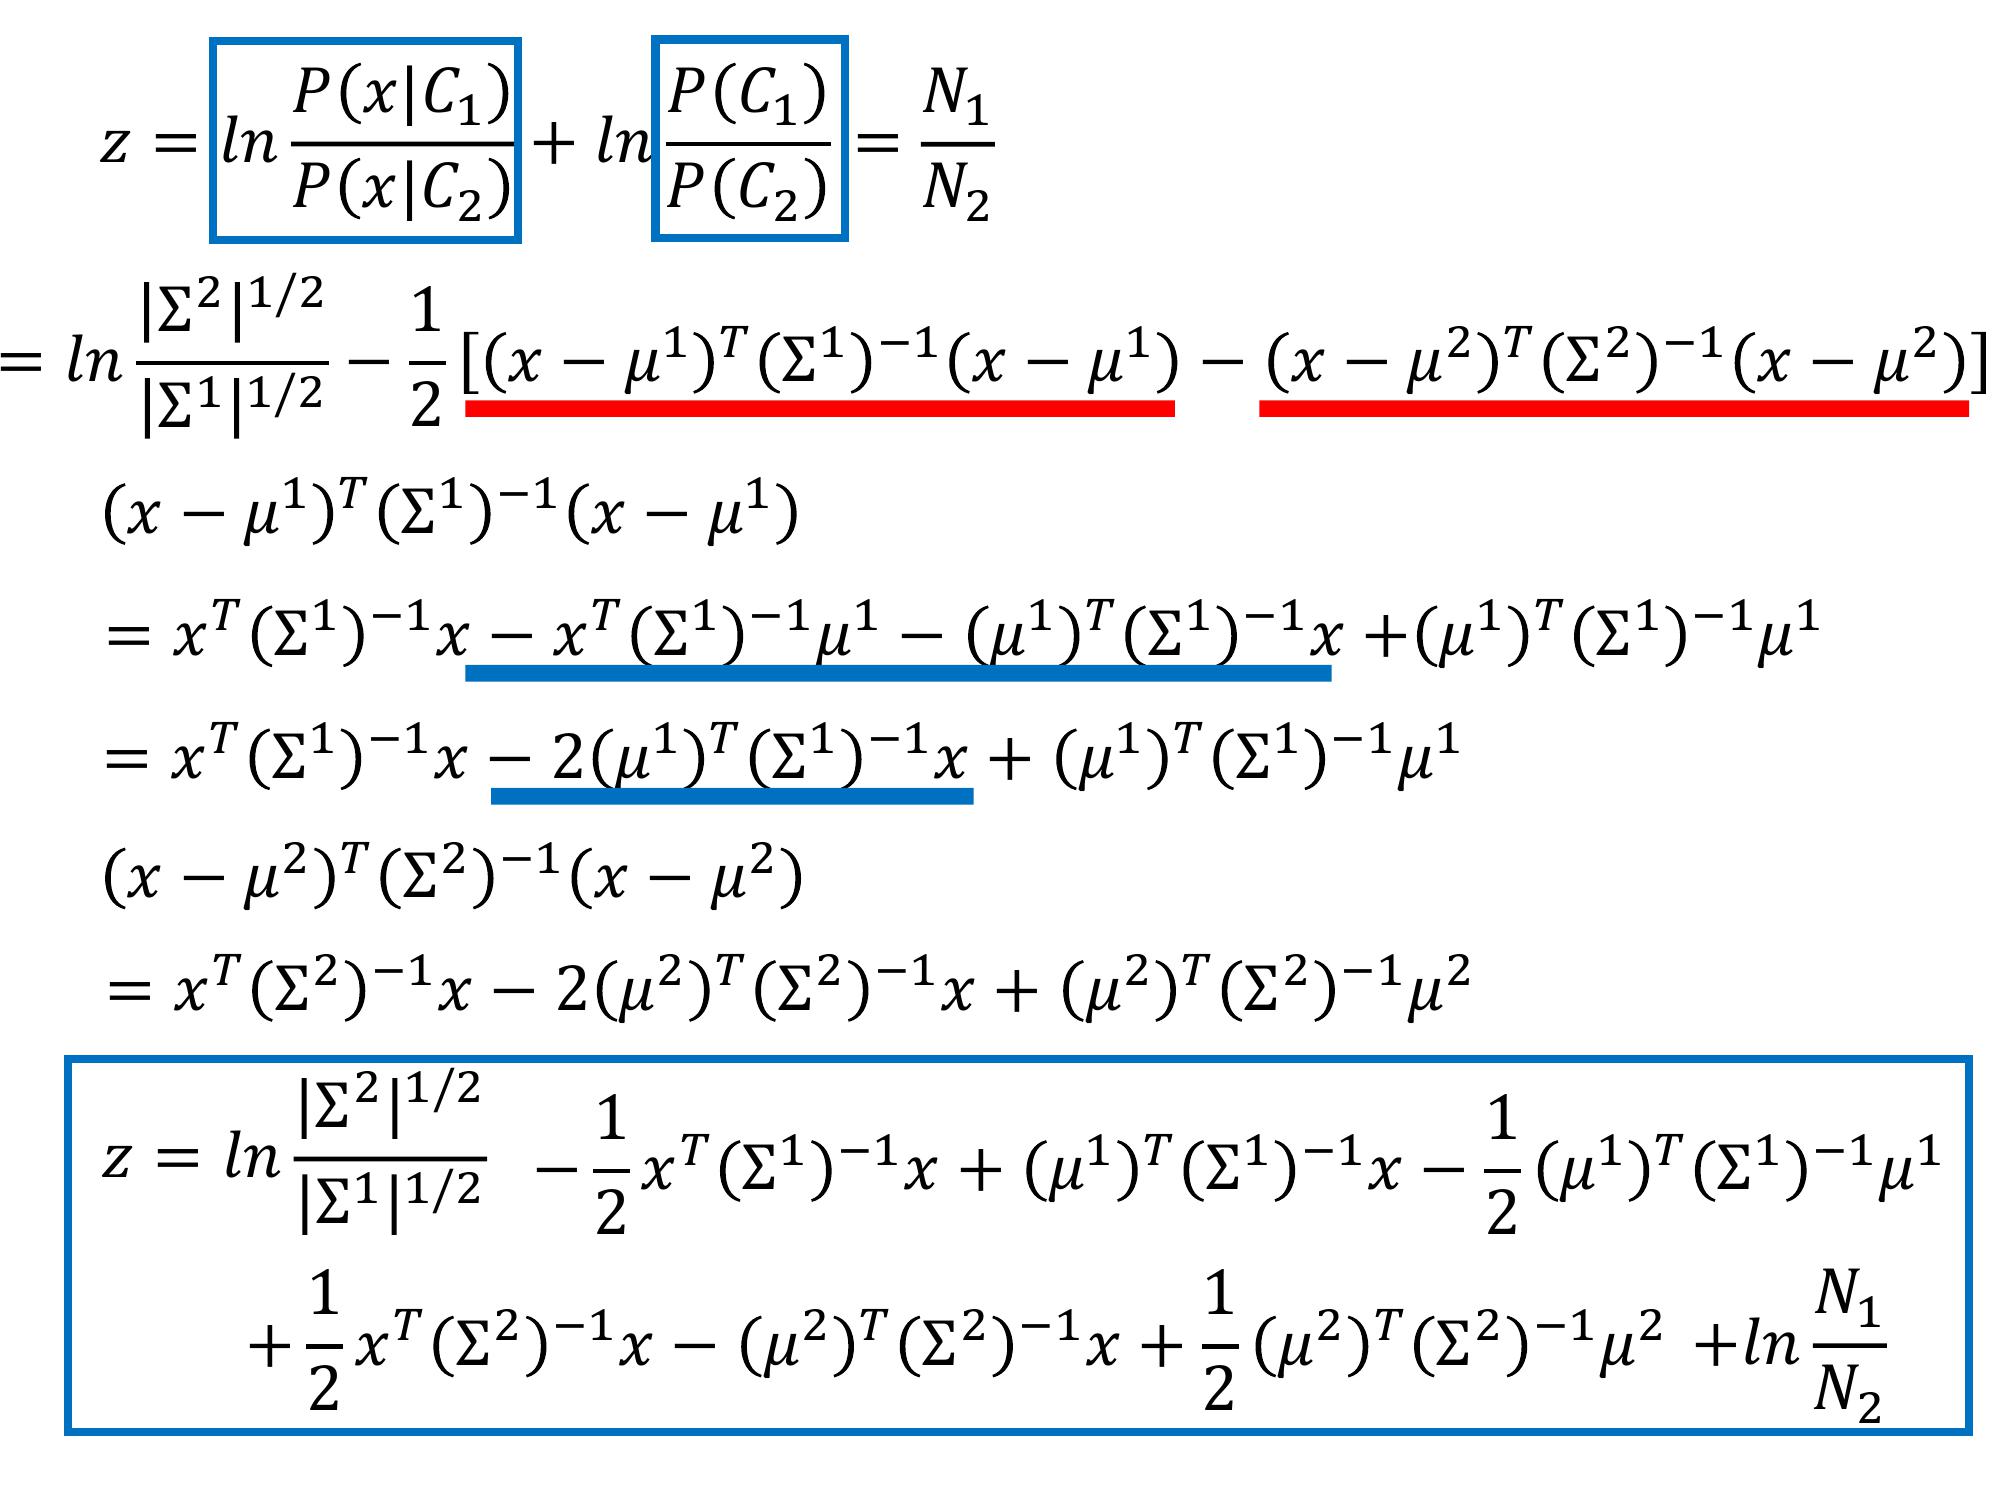 z = ln P(x|C₁)/P(x|C₂) + ln P(C₁)/P(C₂) = N₁/N₂
= ln |Σ²|^{1/2}/|Σ¹|^{1/2} − 1/2 [(x − μ¹)ᵀ(Σ¹)⁻¹(x − μ¹) − (x − μ²)ᵀ(Σ²)⁻¹(x − μ²)]
(x − μ¹)ᵀ(Σ¹)⁻¹(x − μ¹)
= xᵀ(Σ¹)⁻¹x − xᵀ(Σ¹)⁻¹μ¹ − (μ¹)ᵀ(Σ¹)⁻¹x +(μ¹)ᵀ(Σ¹)⁻¹μ¹
= xᵀ(Σ¹)⁻¹x − 2(μ¹)ᵀ(Σ¹)⁻¹x + (μ¹)ᵀ(Σ¹)⁻¹μ¹
(x − μ²)ᵀ(Σ²)⁻¹(x − μ²)
= xᵀ(Σ²)⁻¹x − 2(μ²)ᵀ(Σ²)⁻¹x + (μ²)ᵀ(Σ²)⁻¹μ²
z = ln |Σ²|^{1/2}/|Σ¹|^{1/2} − 1/2 xᵀ(Σ¹)⁻¹x + (μ¹)ᵀ(Σ¹)⁻¹x − 1/2 (μ¹)ᵀ(Σ¹)⁻¹μ¹
+ 1/2 xᵀ(Σ²)⁻¹x − (μ²)ᵀ(Σ²)⁻¹x + 1/2 (μ²)ᵀ(Σ²)⁻¹μ² +ln N₁/N₂